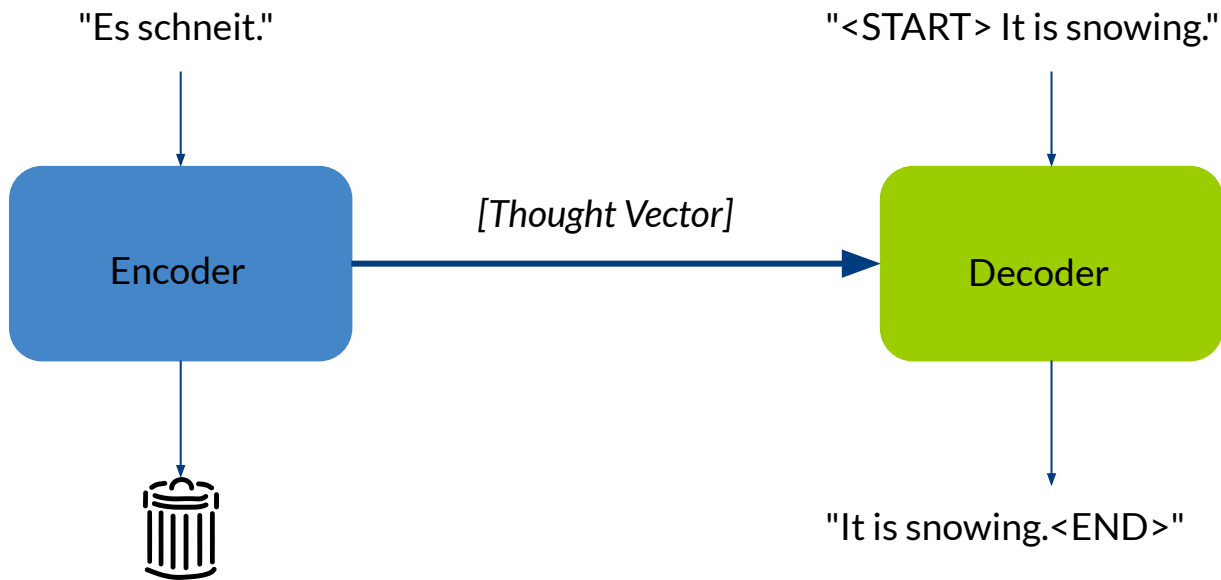 "Es schneit."
"<START> It is snowing."
[Thought Vector]
Encoder
Decoder
"It is snowing.<END>"